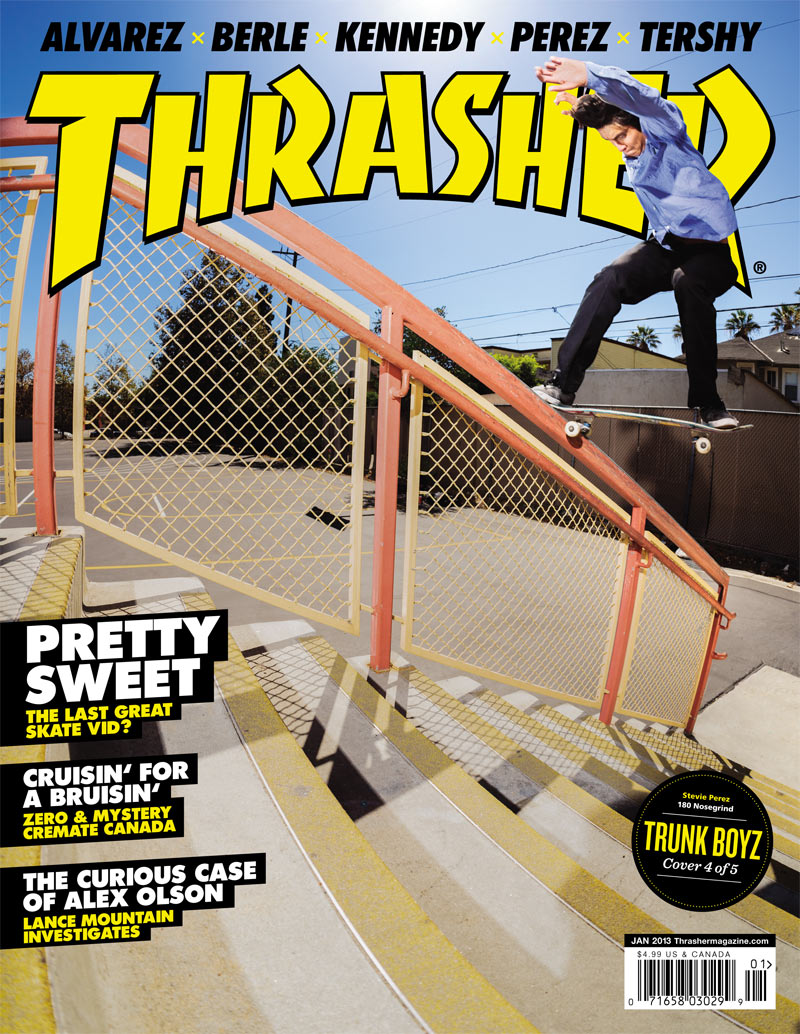 ALVAREZ × BERLE × KENNEDY × PEREZ × TERSHY
THRASHER
®
PRETTY
SWEET
THE LAST GREAT
SKATE VID?
CRUISIN' FOR
A BRUISIN'
ZERO & MYSTERY
CREMATE CANADA
THE CURIOUS CASE
OF ALEX OLSON
LANCE MOUNTAIN
INVESTIGATES
Stevie Perez
180 Nosegrind
TRUNK BOYZ
Cover 4 of 5
JAN 2013 Thrashermagazine.com
$4.99 US & CANADA
01>
0 71658 03029 9